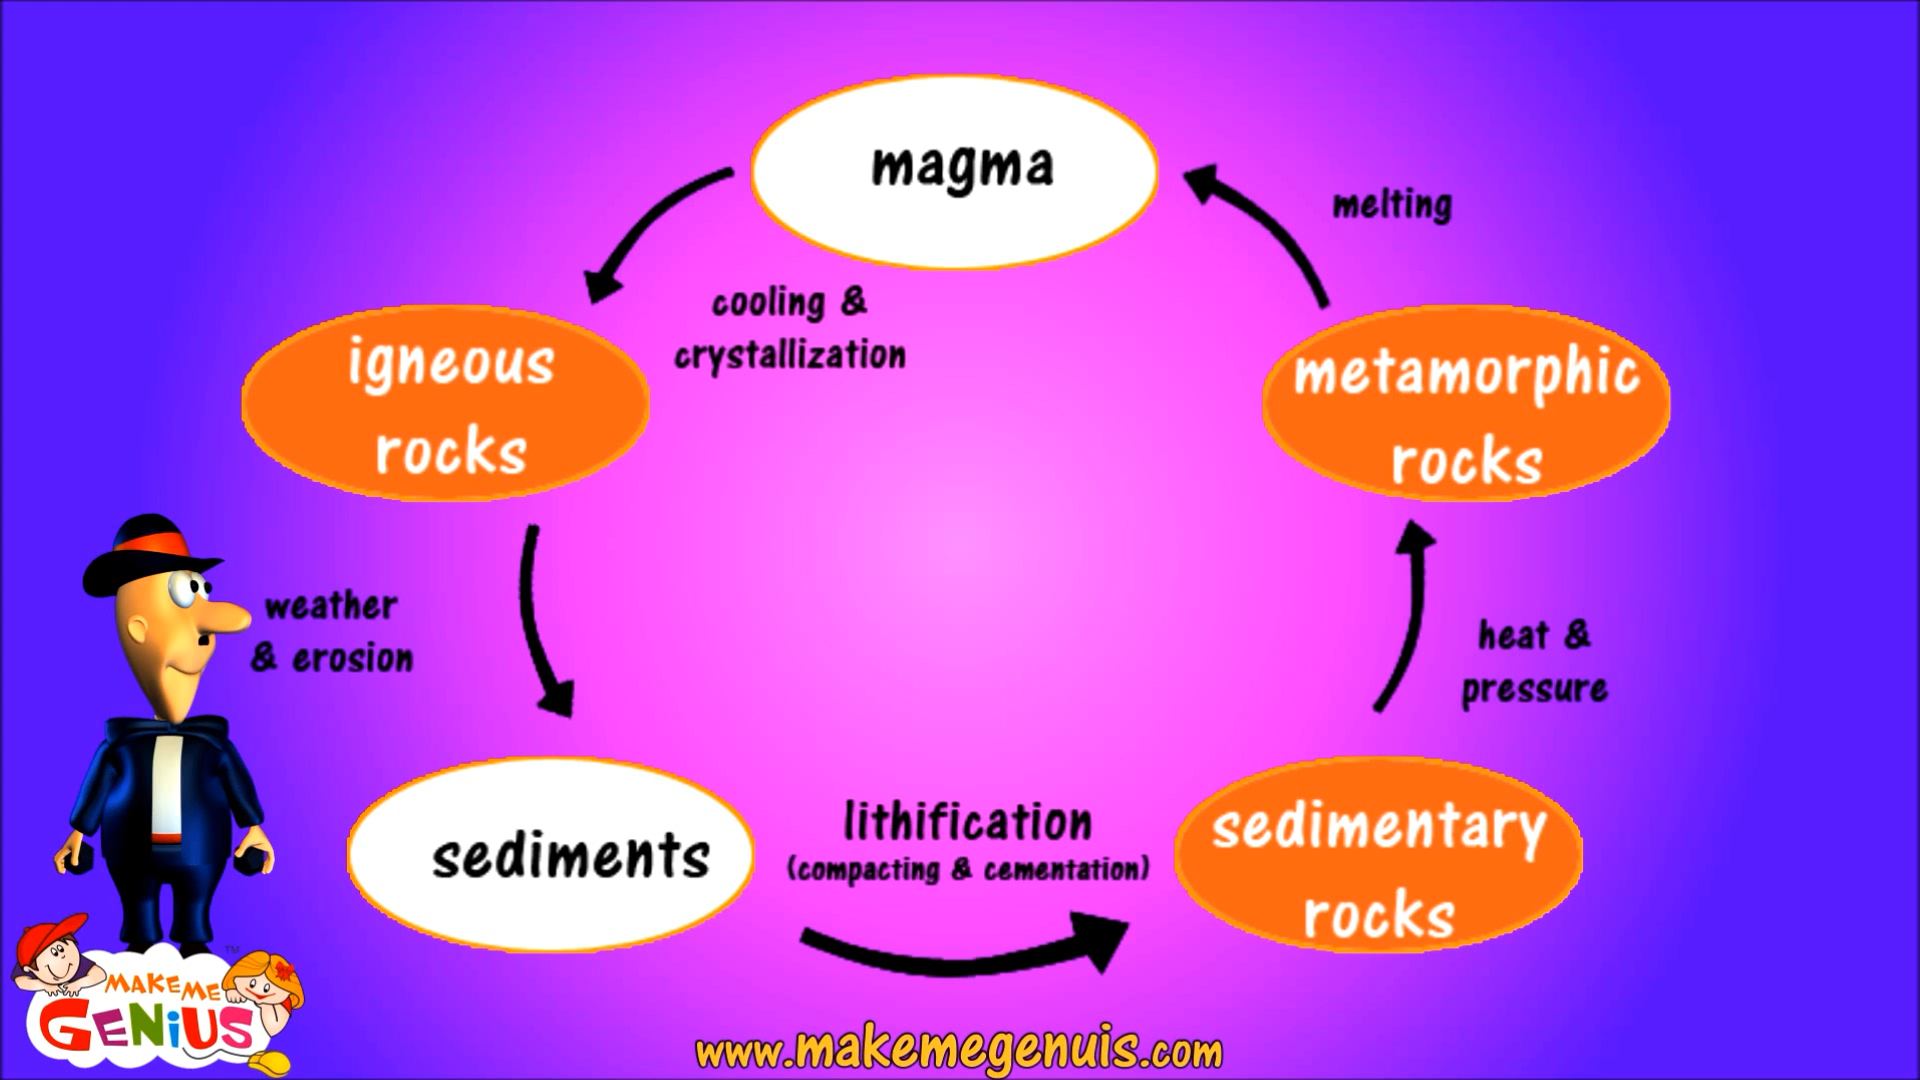 magma
melting
cooling &
crystallization
igneous
rocks
metamorphic
rocks
weather
& erosion
heat &
pressure
sediments
lithification
(compacting & cementation)
sedimentary
rocks
MAKE ME
GENiUS
TM
www.makemegenuis.com